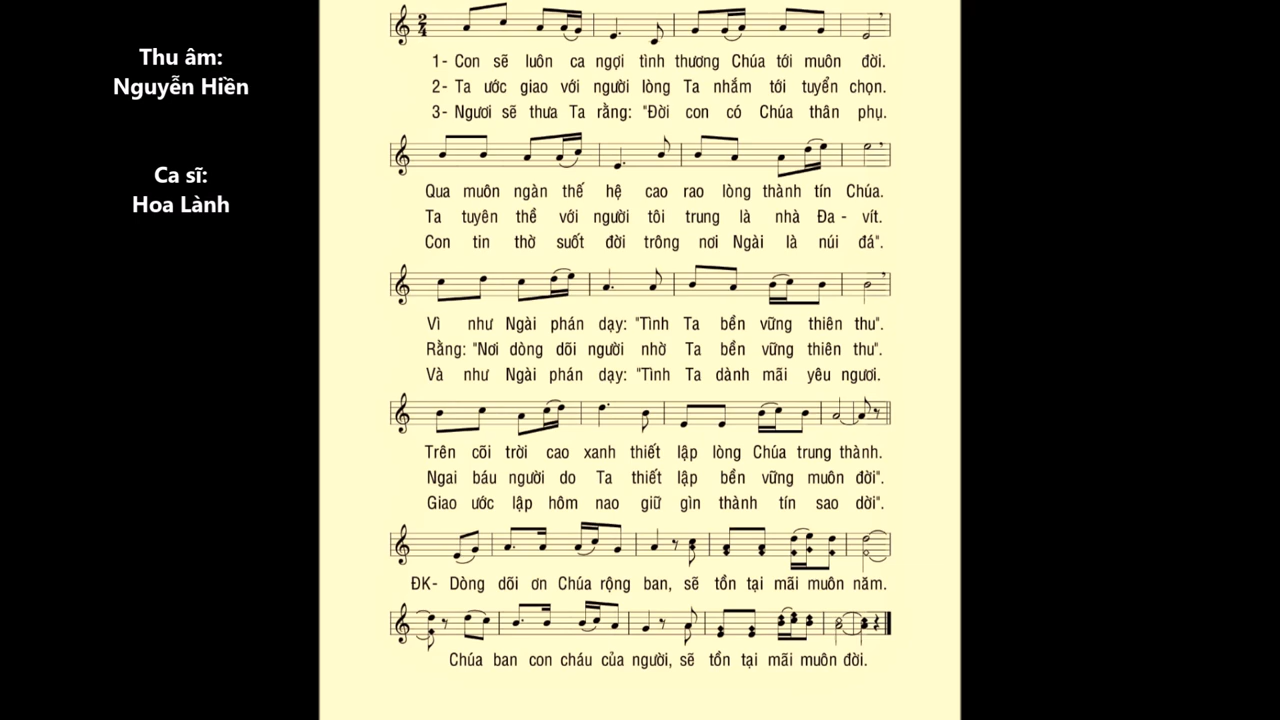 Thu âm:
Nguyễn Hiền
Ca sĩ:
Hoa Lành
2
4
1- Con sẽ luôn ca ngợi tình thương Chúa tới muôn đời.
2- Ta ước giao với người lòng Ta nhắm tới tuyển chọn.
3- Ngươi sẽ thưa Ta rằng: "Đời con có Chúa thân phụ.
Qua muôn ngàn thế hệ cao rao lòng thành tín Chúa.
Ta tuyên thề với người tôi trung là nhà Đa - vít.
Con tin thờ suốt đời trông nơi Ngài là núi đá".
Vì như Ngài phán dạy: "Tình Ta bền vững thiên thu".
Rằng: "Nơi dòng dõi người nhờ Ta bền vững thiên thu".
Và như Ngài phán dạy: "Tình Ta dành mãi yêu ngươi.
Trên cõi trời cao xanh thiết lập lòng Chúa trung thành.
Ngai báu người do Ta thiết lập bền vững muôn đời".
Giao ước lập hôm nao giữ gìn thành tín sao dời".
ĐK- Dòng dõi ơn Chúa rộng ban, sẽ tồn tại mãi muôn năm.
Chúa ban con cháu của người, sẽ tồn tại mãi muôn đời.